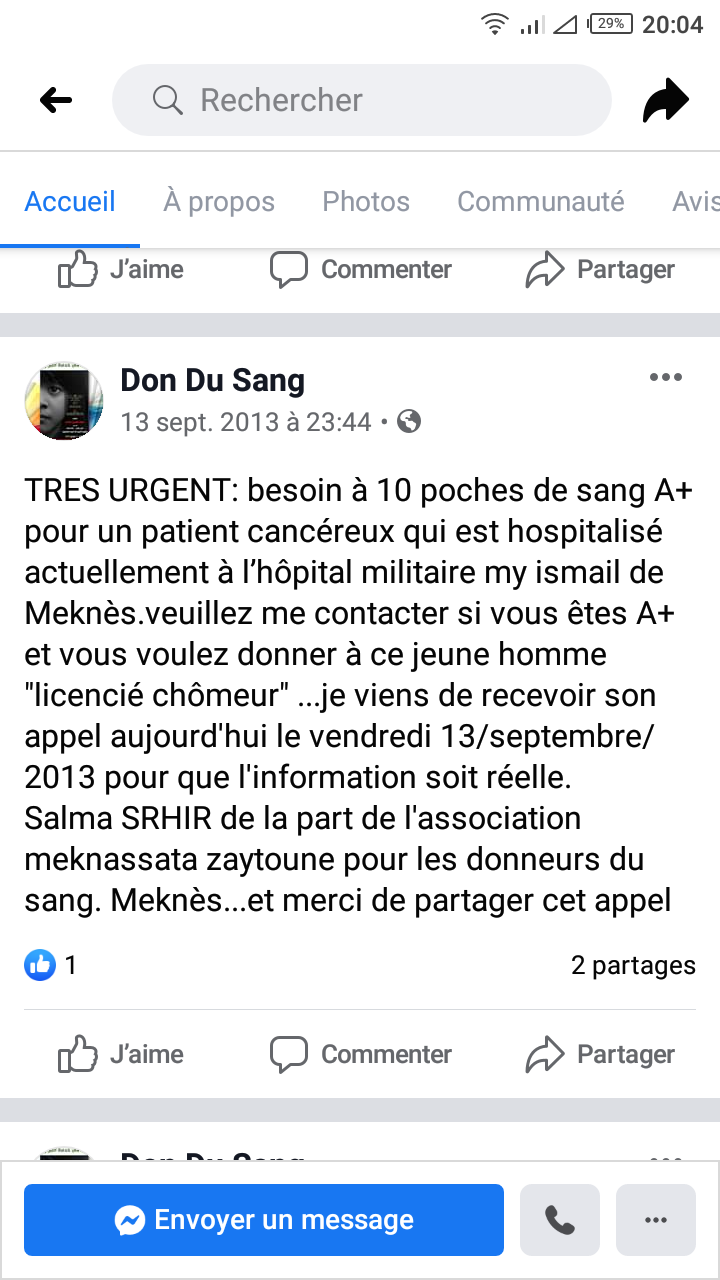 29% 20:04
Rechercher
Accueil À propos Photos Communauté Avis
J'aime Commenter Partager
Don Du Sang
13 sept. 2013 à 23:44 •
TRES URGENT: besoin à 10 poches de sang A+
pour un patient cancéreux qui est hospitalisé
actuellement à l’hôpital militaire my ismail de
Meknès.veuillez me contacter si vous êtes A+
et vous voulez donner à ce jeune homme
"licencié chômeur" ...je viens de recevoir son
appel aujourd'hui le vendredi 13/septembre/
2013 pour que l'information soit réelle.
Salma SRHIR de la part de l'association
meknassata zaytoune pour les donneurs du
sang. Meknès...et merci de partager cet appel
1 2 partages
J'aime Commenter Partager
Don Du Sang
Envoyer un message